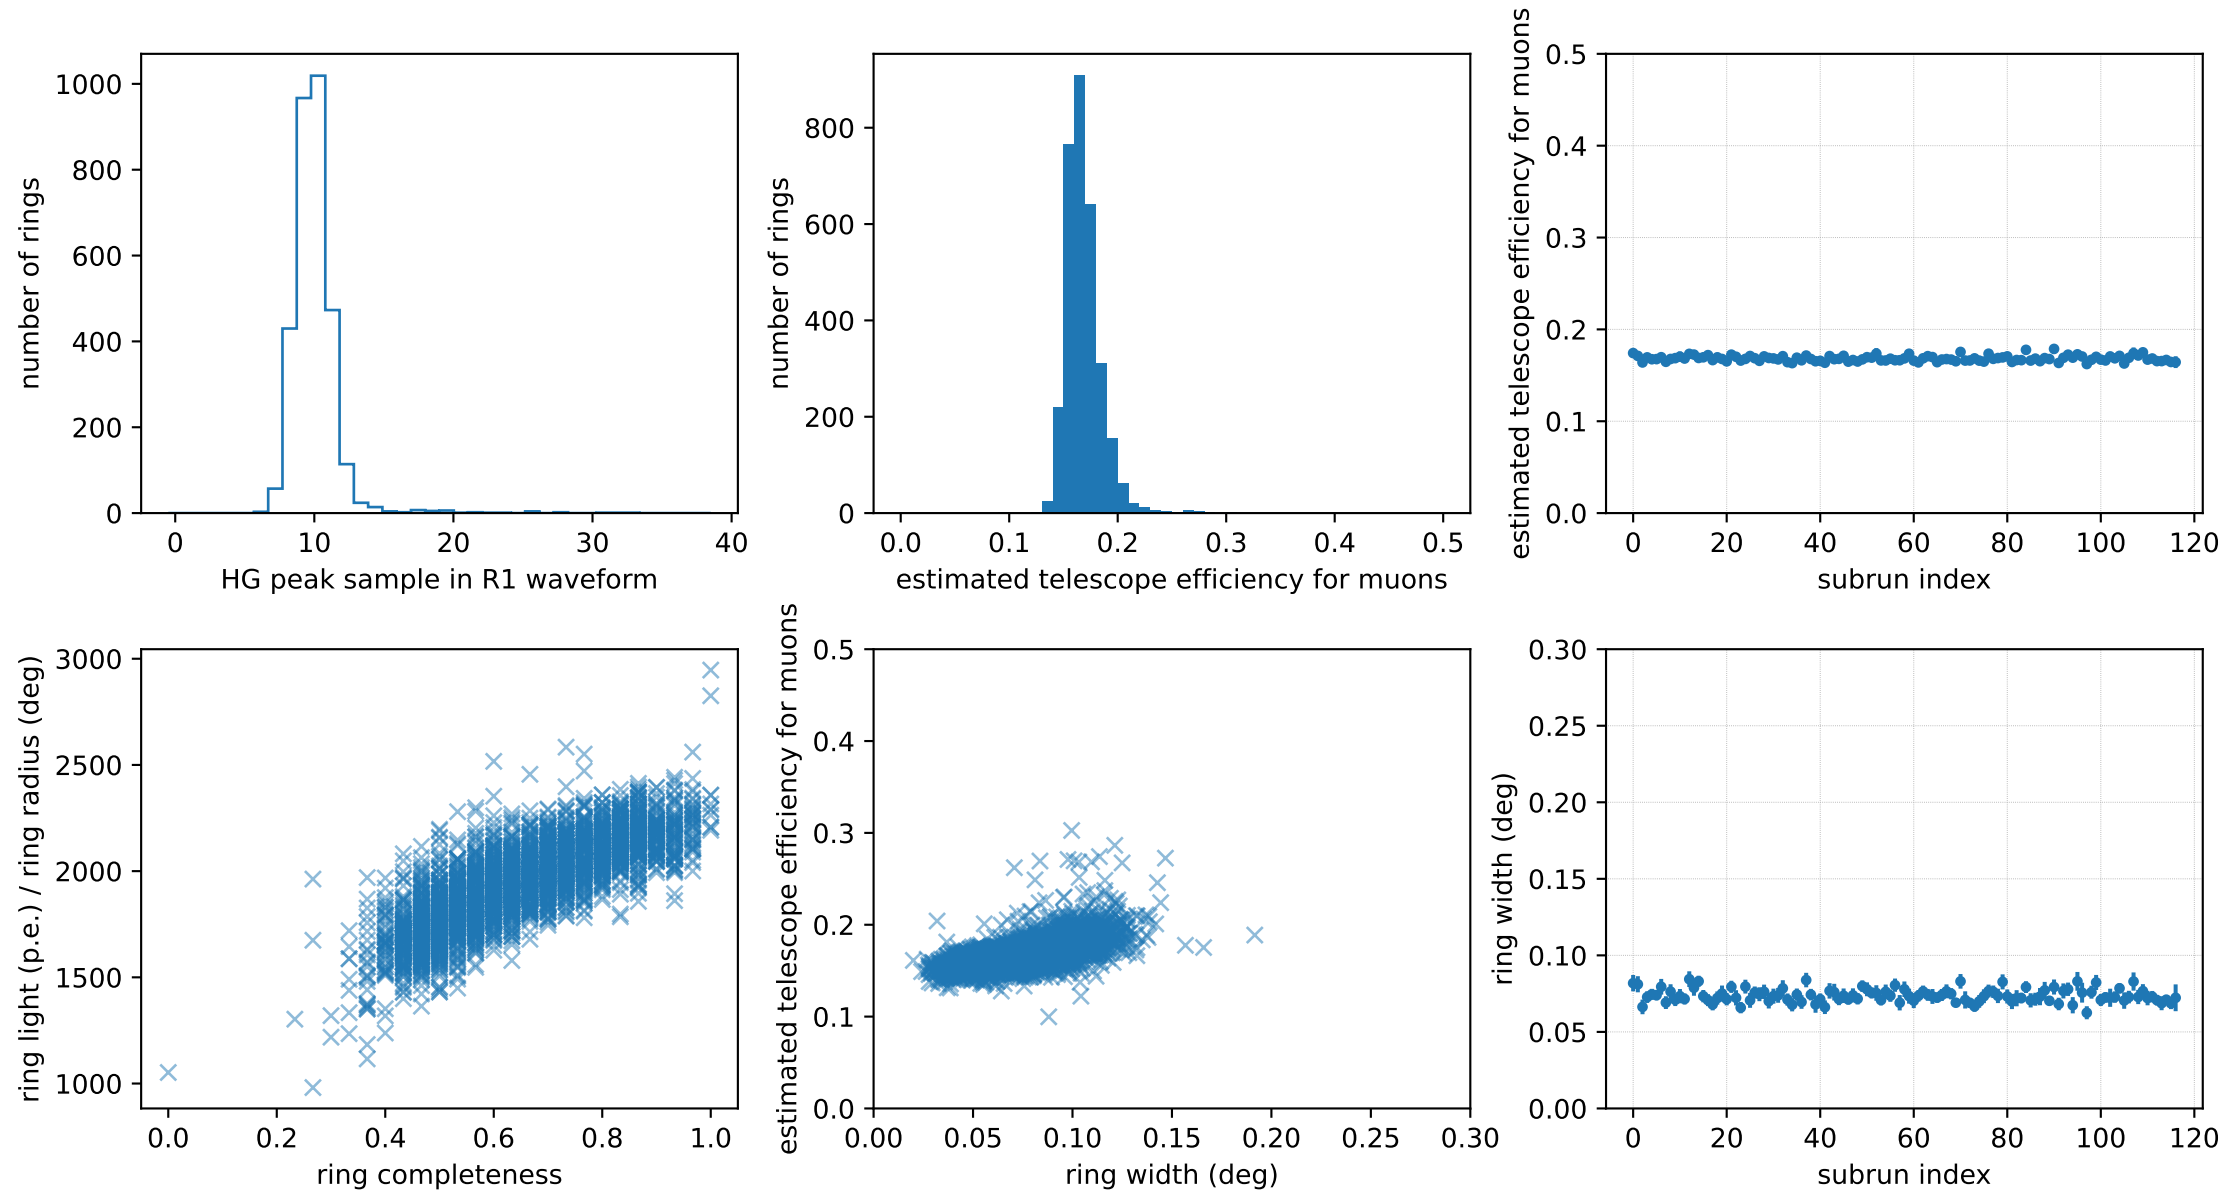 number of rings
1000
800
600
400
200
0
0 10 20 30 40
HG peak sample in R1 waveform
number of rings
800
600
400
200
0
0.0 0.1 0.2 0.3 0.4 0.5
estimated telescope efficiency for muons
estimated telescope efficiency for muons
0.5
0.4
0.3
0.2
0.1
0.0
0 20 40 60 80 100 120
subrun index
ring light (p.e.) / ring radius (deg)
3000
2500
2000
1500
1000
0.0 0.2 0.4 0.6 0.8 1.0
ring completeness
estimated telescope efficiency for muons
0.5
0.4
0.3
0.2
0.1
0.0
0.00 0.05 0.10 0.15 0.20 0.25 0.30
ring width (deg)
ring width (deg)
0.30
0.25
0.20
0.15
0.10
0.05
0.00
0 20 40 60 80 100 120
subrun index